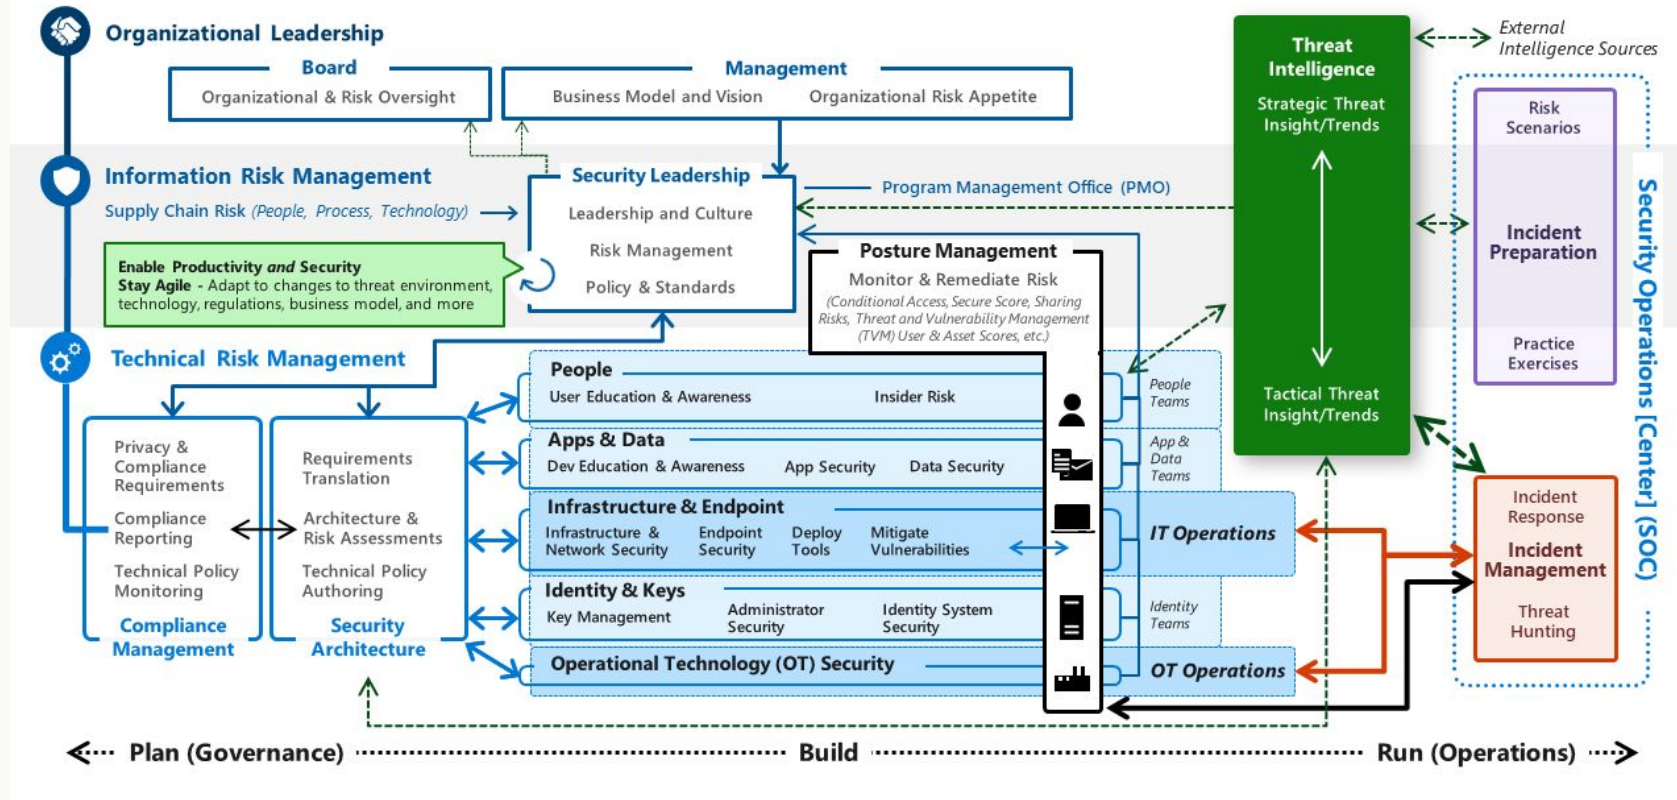 Organizational Leadership
Board
Organizational & Risk Oversight
Management
Business Model and Vision
Organizational Risk Appetite
Threat
Intelligence
Strategic Threat
Insight/Trends
Tactical Threat
Insight/Trends
External
Intelligence Sources
Information Risk Management
Supply Chain Risk (People, Process, Technology)
Security Leadership
Leadership and Culture
Risk Management
Policy & Standards
Program Management Office (PMO)
Enable Productivity and Security
Stay Agile - Adapt to changes to threat environment,
technology, regulations, business model, and more
Posture Management
Monitor & Remediate Risk
(Conditional Access, Secure Score, Sharing
Risks, Threat and Vulnerability Management
(TVM) User & Asset Scores, etc.)
Risk
Scenarios
Incident
Preparation
Practice
Exercises
Security Operations [Center] (SOC)
Technical Risk Management
Privacy &
Compliance
Requirements
Compliance
Reporting
Technical Policy
Monitoring
Compliance
Management
Requirements
Translation
Architecture &
Risk Assessments
Technical Policy
Authoring
Security
Architecture
People
User Education & Awareness
Insider Risk
People
Teams
Apps & Data
Dev Education & Awareness
App Security
Data Security
App &
Data
Teams
Infrastructure & Endpoint
Infrastructure &
Network Security
Endpoint
Security
Deploy
Tools
Mitigate
Vulnerabilities
IT Operations
Identity & Keys
Key Management
Administrator
Security
Identity System
Security
Identity
Teams
Operational Technology (OT) Security
OT Operations
Incident
Response
Incident
Management
Threat
Hunting
Plan (Governance)
Build
Run (Operations)